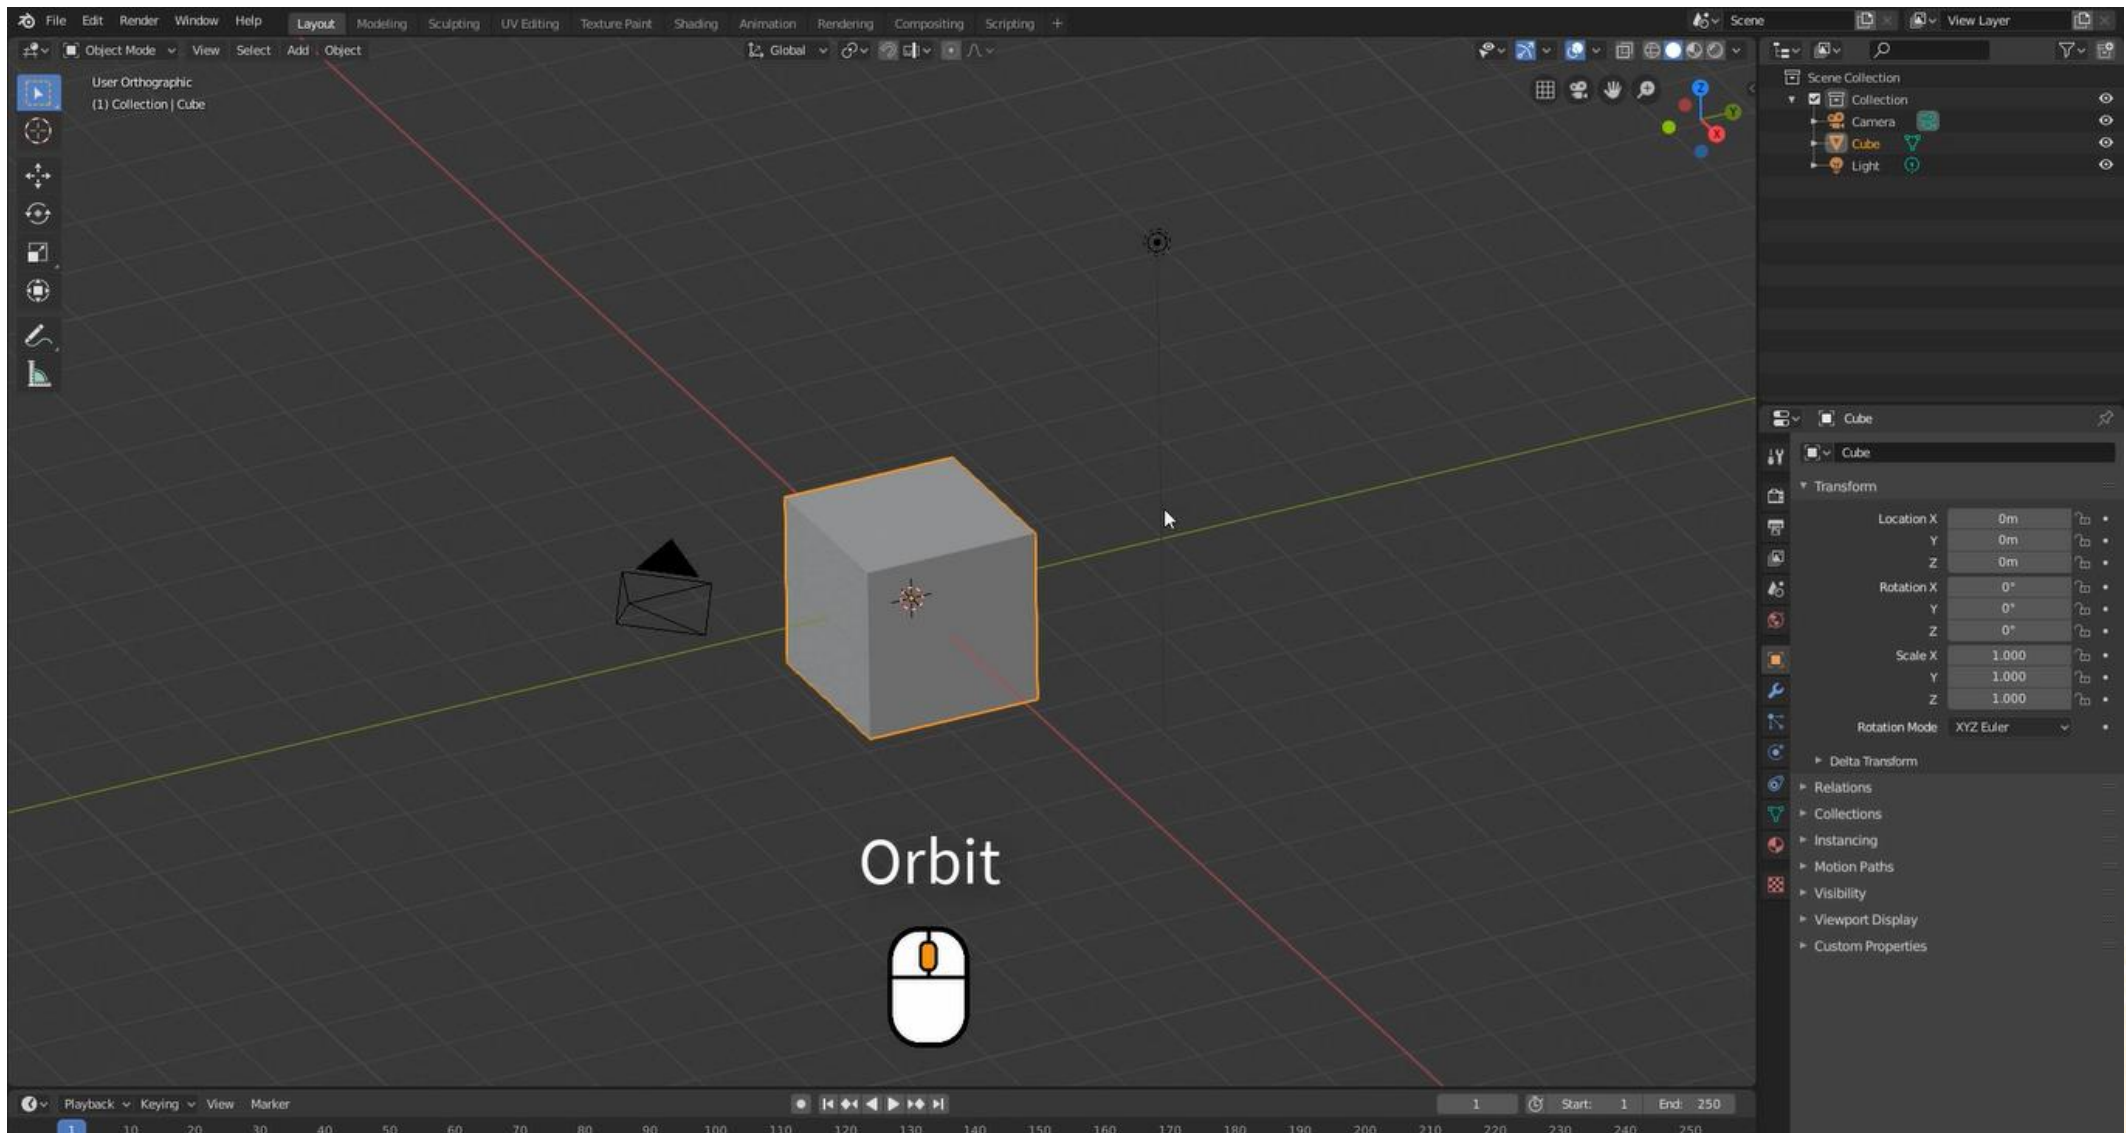 File Edit Render Window Help Layout Modeling Sculpting UV Editing Texture Paint Shading Animation Rendering Compositing Scripting + Scene View Layer
Object Mode View Select Add Object Global
User Orthographic
(1) Collection | Cube
Z
Y
X
Scene Collection
Collection
Camera
Cube
Light
Cube
Cube
Transform
Location X 0m
Y 0m
Z 0m
Rotation X 0°
Y 0°
Z 0°
Scale X 1.000
Y 1.000
Z 1.000
Rotation Mode XYZ Euler
Delta Transform
Relations
Collections
Instancing
Motion Paths
Visibility
Viewport Display
Custom Properties
Orbit
Playback Keying View Marker 1 Start: 1 End: 250
1 10 20 30 40 50 60 70 80 90 100 110 120 130 140 150 160 170 180 190 200 210 220 230 240 250